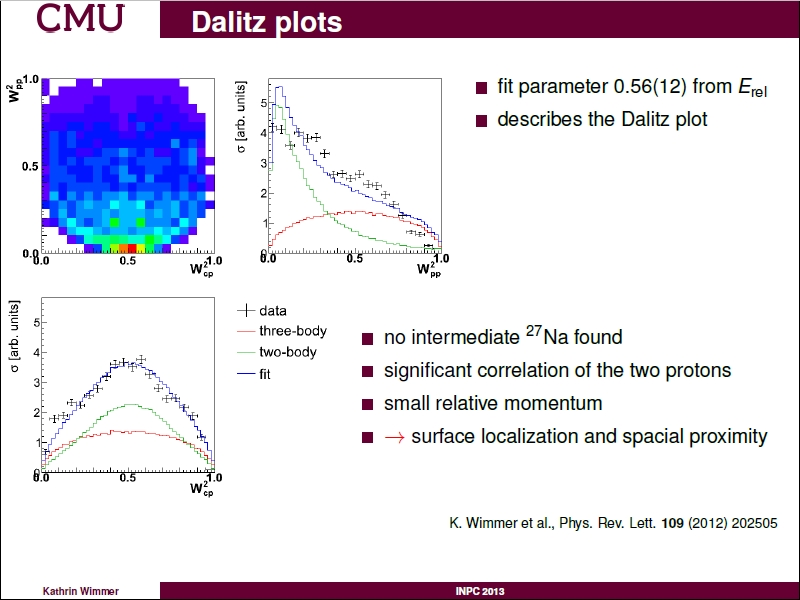 CMU
Dalitz plots
W²pp
1.0
0.5
0.0
0.0 0.5 1.0
W²cp
σ [arb. units]
5
4
3
2
1
0
0.0 0.5 1.0
W²pp
fit parameter 0.56(12) from E_rel
describes the Dalitz plot
σ [arb. units]
5
4
3
2
1
0
0.0 0.5 1.0
W²cp
data
three-body
two-body
fit
no intermediate ²⁷Na found
significant correlation of the two protons
small relative momentum
→ surface localization and spacial proximity
K. Wimmer et al., Phys. Rev. Lett. 109 (2012) 202505
Kathrin Wimmer
INPC 2013